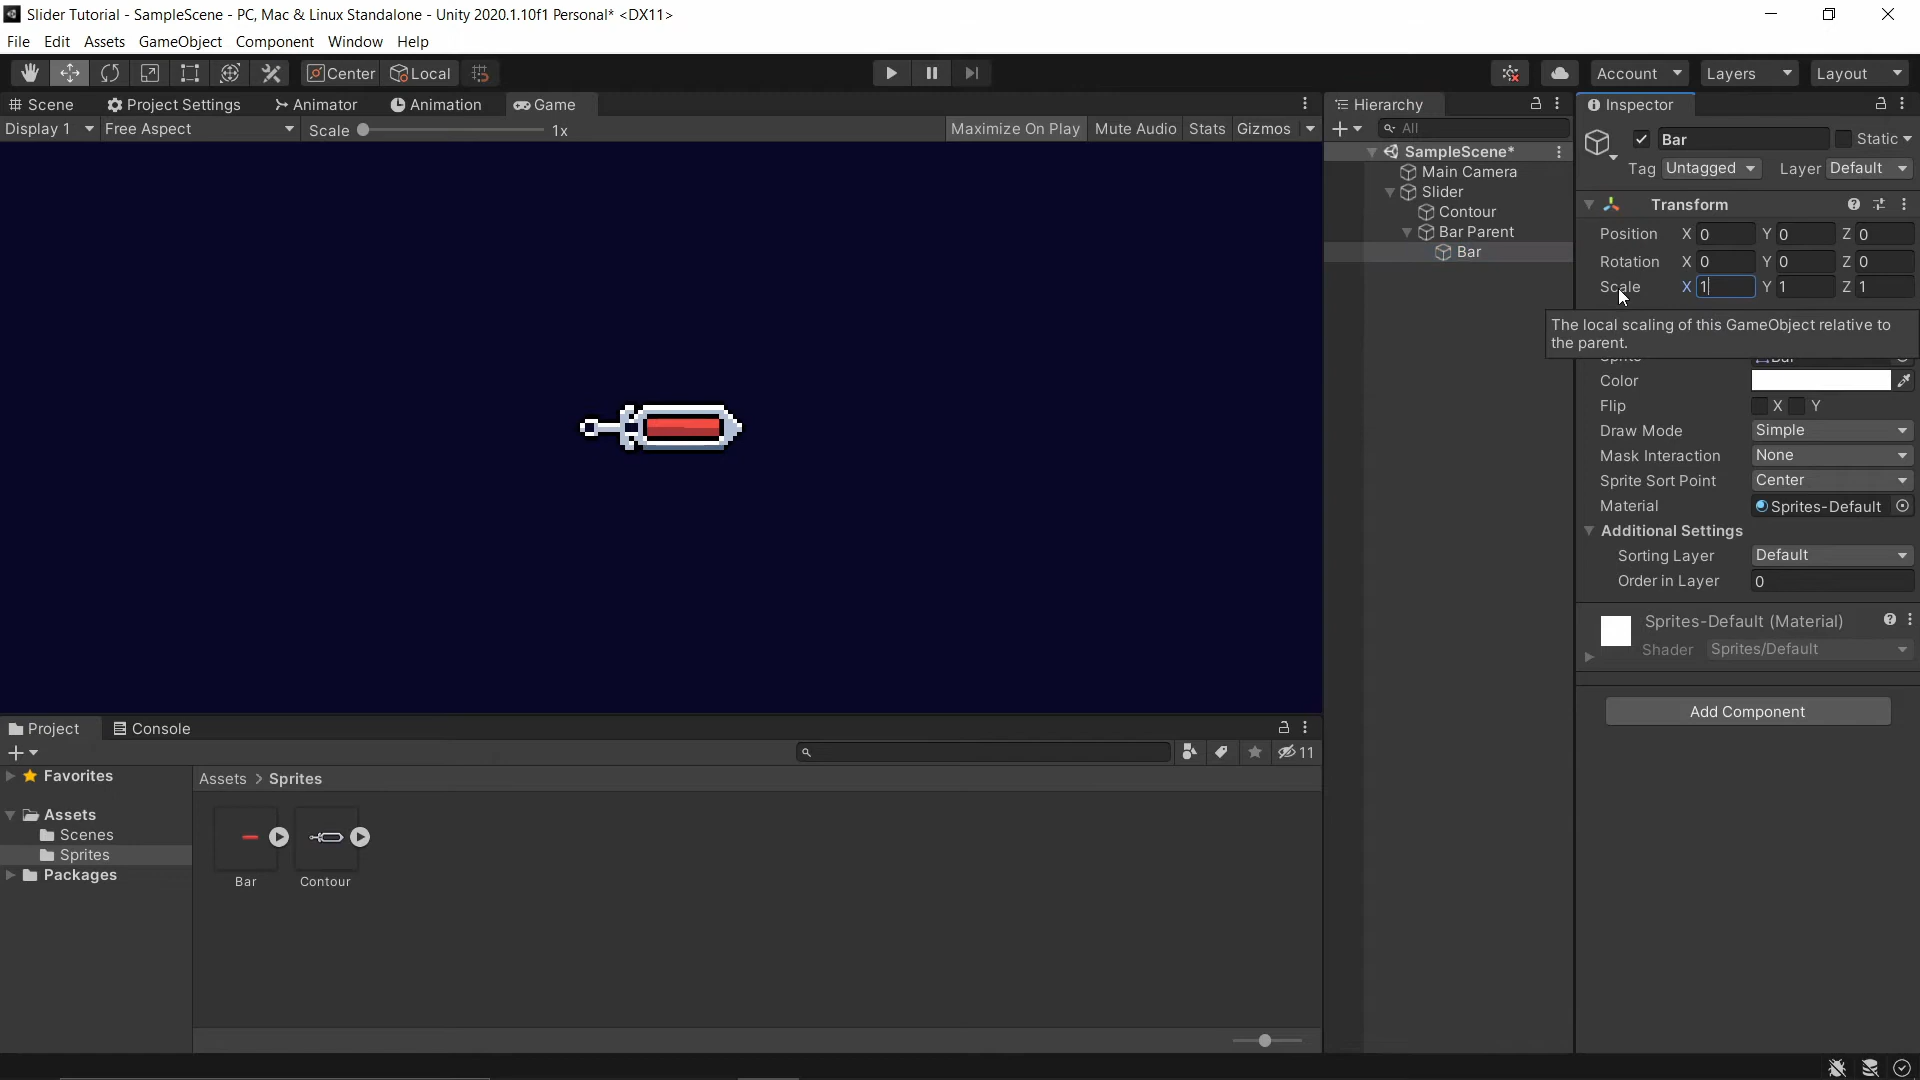 Slider Tutorial - SampleScene - PC, Mac & Linux Standalone - Unity 2020.1.10f1 Personal* <DX11>
File Edit Assets GameObject Component Window Help
Center Local
Account Layers Layout
Scene Project Settings Animator Animation Game
Display 1 Free Aspect Scale 1x Maximize On Play Mute Audio Stats Gizmos
Hierarchy
All
SampleScene*
Main Camera
Slider
Contour
Bar Parent
Bar
Inspector
Bar Static
Tag Untagged Layer Default
Transform
Position X 0 Y 0 Z 0
Rotation X 0 Y 0 Z 0
Scale X 1 Y 1 Z 1
The local scaling of this GameObject relative to
the parent.
Color
Flip X Y
Draw Mode Simple
Mask Interaction None
Sprite Sort Point Center
Material Sprites-Default
Additional Settings
Sorting Layer Default
Order in Layer 0
Sprites-Default (Material)
Shader Sprites/Default
Add Component
Project Console
11
Favorites
Assets
Scenes
Sprites
Packages
Assets > Sprites
Bar Contour